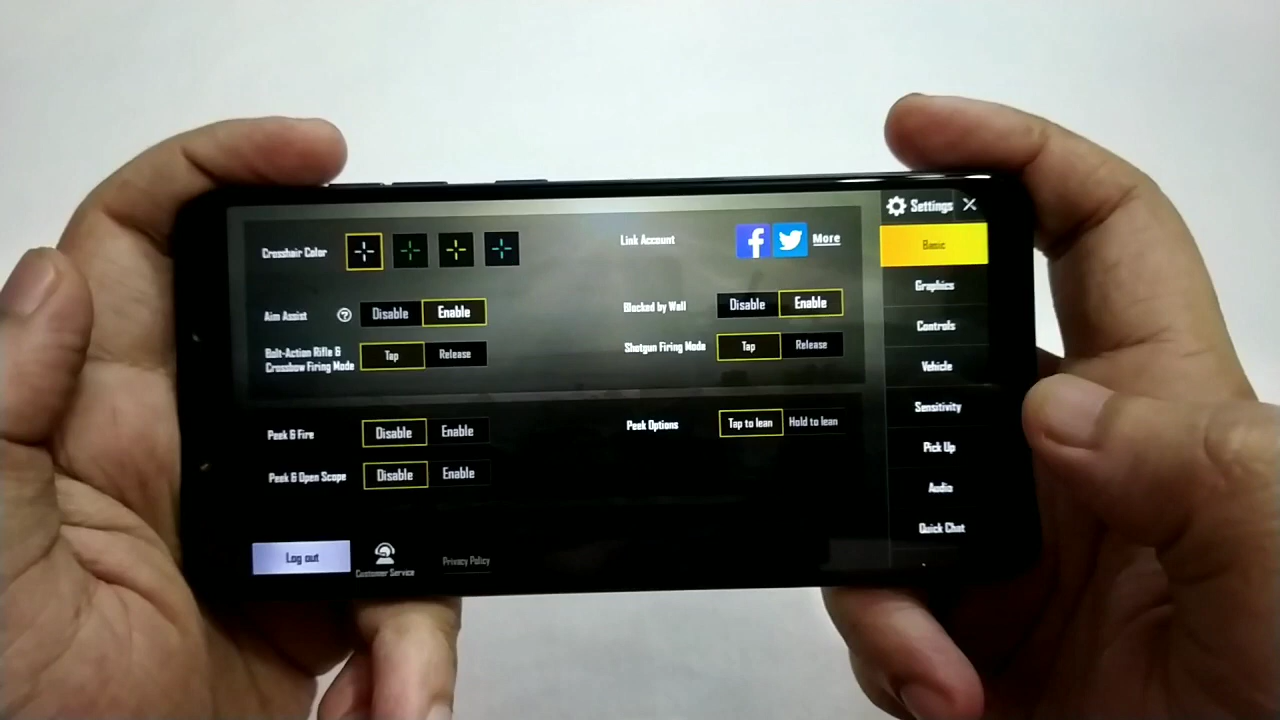 Settings
Crosshair Color
Link Account
More
Basic
Aim Assist
Disable Enable
Blocked by Wall
Disable Enable
Graphics
Bolt-Action Rifle &
Crossbow Firing Mode
Tap Release
Shotgun Firing Mode
Tap Release
Controls
Vehicle
Peek & Fire
Disable Enable
Peek Options
Tap to lean Hold to lean
Sensitivity
Peek & Open Scope
Disable Enable
Pick Up
Audio
Quick Chat
Log out
Customer Service
Privacy Policy